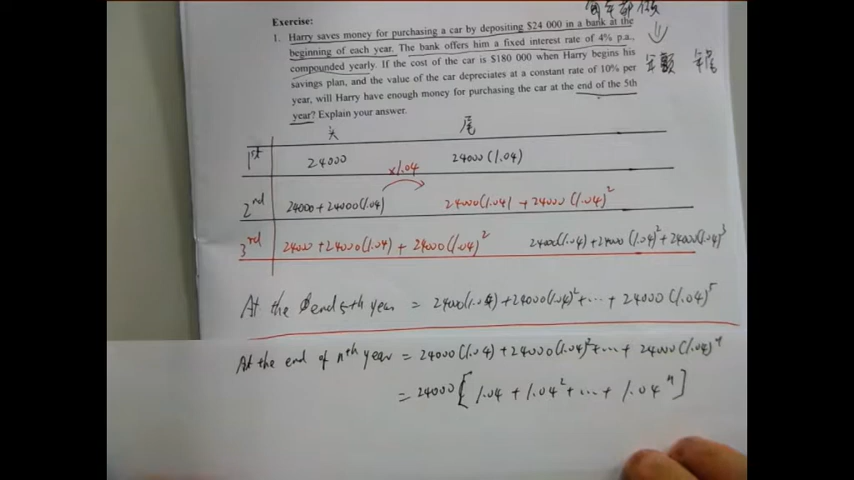 Exercise:
1. Harry saves money for purchasing a car by depositing $24 000 in a bank at the
beginning of each year. The bank offers him a fixed interest rate of 4% p.a.,
compounded yearly. If the cost of the car is $180 000 when Harry begins his
savings plan, and the value of the car depreciates at a constant rate of 10% per
year, will Harry have enough money for purchasing the car at the end of the 5th
year? Explain your answer.
头 尾
1st 24000 ×1.04 24000(1.04)
2nd 24000+24000(1.04) 24000(1.04) + 24000(1.04)²
3rd 24000+24000(1.04)+24000(1.04)² 24000(1.04)+24000(1.04)²+24000(1.04)³
At the end 5th year = 24000(1.04)+24000(1.04)²+...+24000(1.04)⁵
At the end of nth year = 24000(1.04)+24000(1.04)²+...+24000(1.04)ⁿ
= 24000[1.04+1.04²+...+1.04ⁿ]